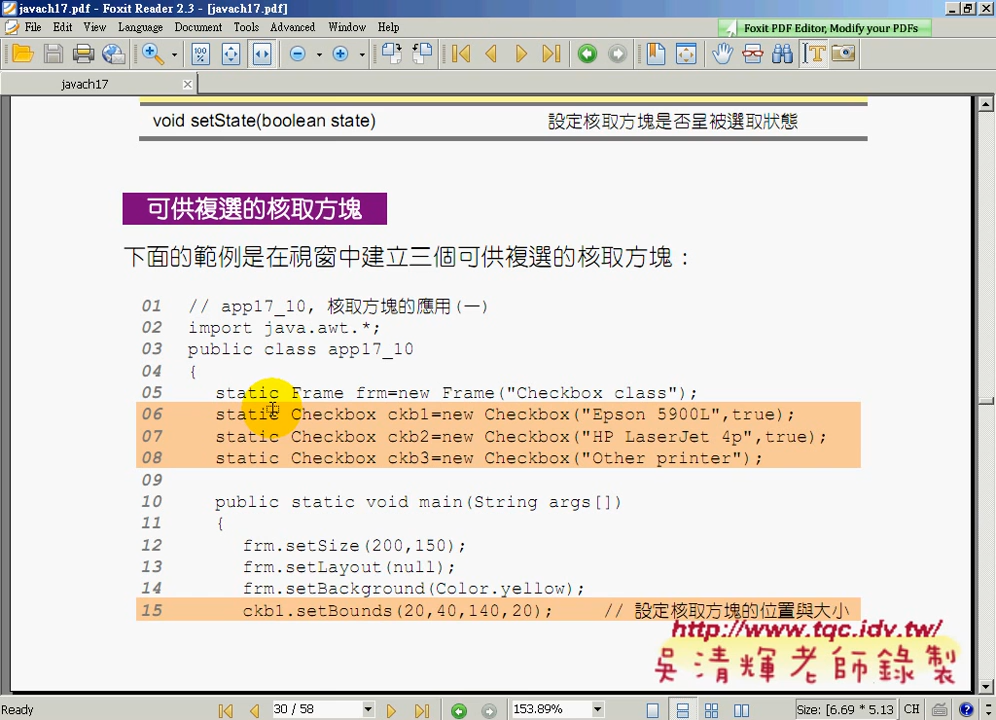 javach17.pdf - Foxit Reader 2.3 - [javach17.pdf]
File Edit View Language Document Tools Advanced Window Help
Foxit PDF Editor, Modify your PDFs
javach17
void setState(boolean state) 設定核取方塊是否呈被選取狀態
可供複選的核取方塊
下面的範例是在視窗中建立三個可供複選的核取方塊：
01 // app17_10, 核取方塊的應用(一)
02 import java.awt.*;
03 public class app17_10
04 {
05 static Frame frm=new Frame("Checkbox class");
06 static Checkbox ckb1=new Checkbox("Epson 5900L",true);
07 static Checkbox ckb2=new Checkbox("HP LaserJet 4p",true);
08 static Checkbox ckb3=new Checkbox("Other printer");
09
10 public static void main(String args[])
11 {
12 frm.setSize(200,150);
13 frm.setLayout(null);
14 frm.setBackground(Color.yellow);
15 ckb1.setBounds(20,40,140,20); // 設定核取方塊的位置與大小
http://www.tqc.idv.tw/
吳清輝老師錄製
Ready 30 / 58 153.89% Size: [6.69 * 5.13 CH